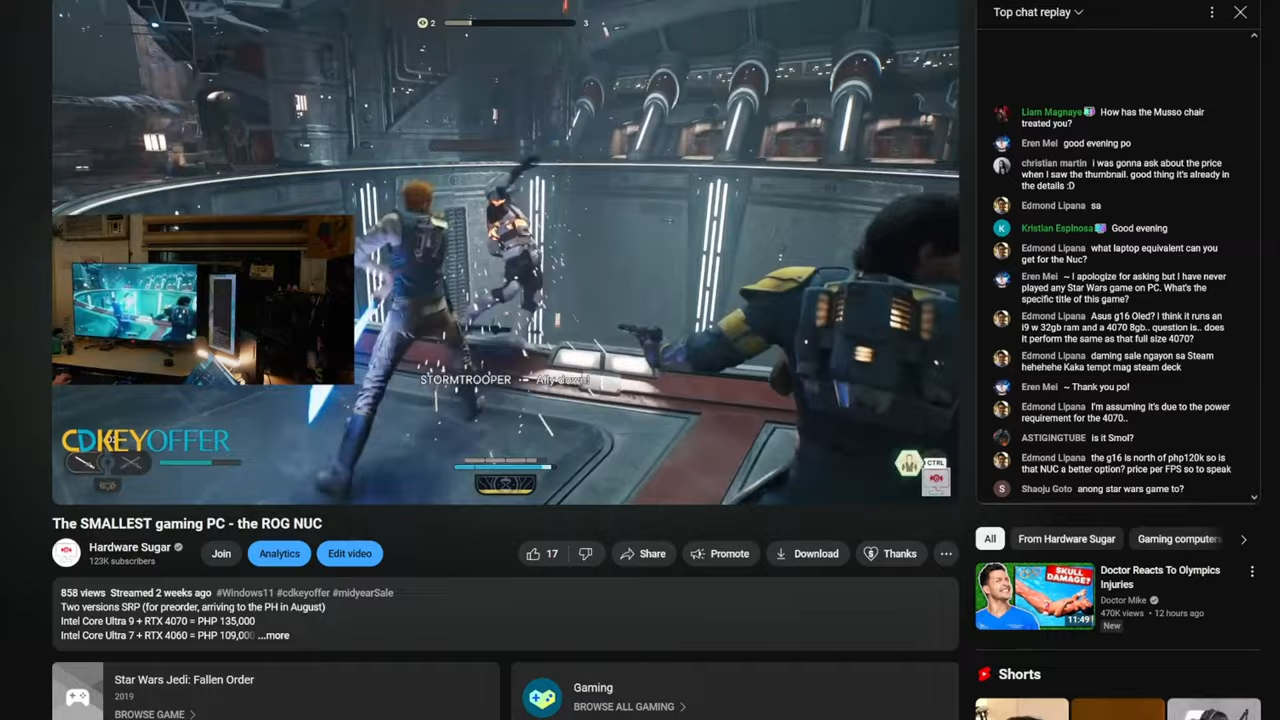 2
3
STORMTROOPER
Ally down!
CDKEYOFFER
CTRL
The SMALLEST gaming PC - the ROG NUC
Hardware Sugar
123K subscribers
Join
Analytics
Edit video
17
Share
Promote
Download
Thanks
858 views Streamed 2 weeks ago #Windows11 #cdkeyoffer #midyearSale
Two versions SRP (for preorder, arriving to the PH in August)
Intel Core Ultra 9 + RTX 4070 = PHP 135,000
Intel Core Ultra 7 + RTX 4060 = PHP 109,000 ...more
Star Wars Jedi: Fallen Order
2019
BROWSE GAME
Gaming
BROWSE ALL GAMING
Top chat replay
Liam Magnaye How has the Musso chair
treated you?
Eren Mei good evening po
christian martin i was gonna ask about the price
when I saw the thumbnail. good thing it's already in
the details :D
Edmond Lipana sa
K
Kristian Espinosa Good evening
Edmond Lipana what laptop equivalent can you
get for the Nuc?
Eren Mei ~ I apologize for asking but I have never
played any Star Wars game on PC. What's the
specific title of this game?
Edmond Lipana Asus g16 Oled? I think it runs an
i9 w 32gb ram and a 4070 8gb.. question is.. does
it perform the same as that full size 4070?
Edmond Lipana daming sale ngayon sa Steam
hehehehe Kaka tempt mag steam deck
Eren Mei ~ Thank you po!
Edmond Lipana I'm assuming it's due to the power
requirement for the 4070..
ASTIGINGTUBE is it Smol?
Edmond Lipana the g16 is north of php120k so is
that NUC a better option? price per FPS so to speak
S
Shaoju Goto anong star wars game to?
All
From Hardware Sugar
Gaming computers
SKULL
DAMAGE?
11:49
Doctor Reacts To Olympics
Injuries
Doctor Mike
470K views • 12 hours ago
New
Shorts